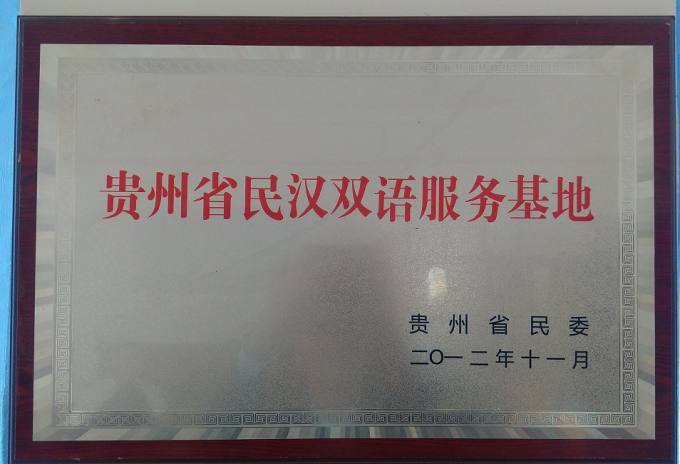 贵州省民汉双语服务基地
贵州省民委
二〇一二年十一月